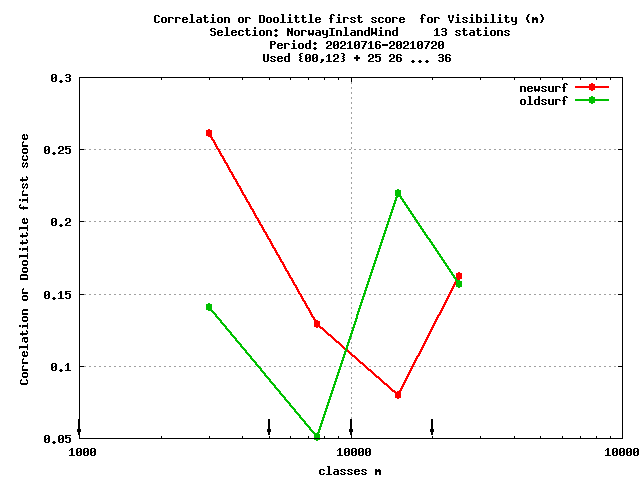 Correlation or Doolittle first score  for Visibility (m)
Selection: NorwayInlandWind     13 stations
Period: 20210716-20210720
Used {00,12} + 25 26 ... 36
newsurf
oldsurf
0.3
0.25
0.2
0.15
0.1
0.05
Correlation or Doolittle first score
1000
10000
10000
classes m